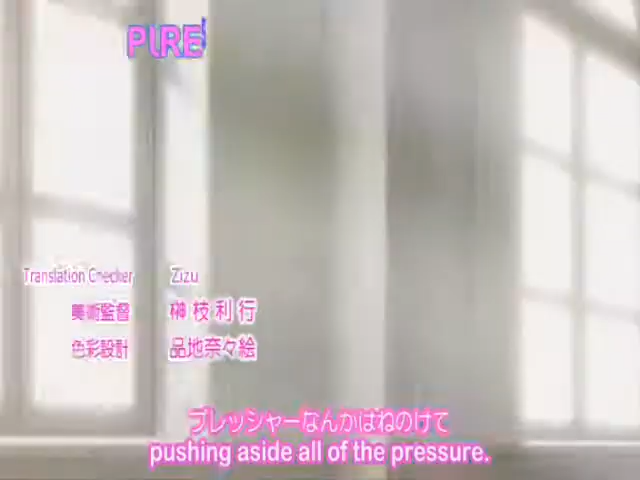 PURE
Translation Checker Zizu
美術監督 榊枝利行
色彩設計 品地奈々絵
プレッシャーなんかはねのけて
pushing aside all of the pressure.